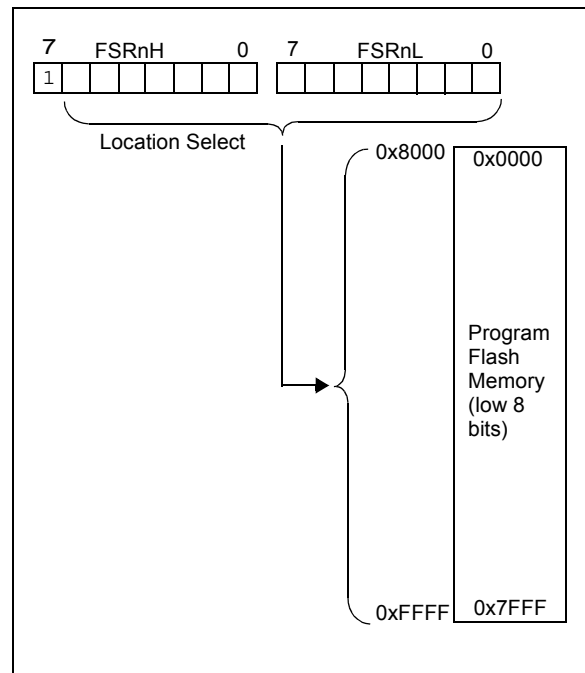 7 FSRnH 0 7 FSRnL 0
1
Location Select
0x8000 0x0000
Program
Flash
Memory
(low 8
bits)
0xFFFF 0x7FFF